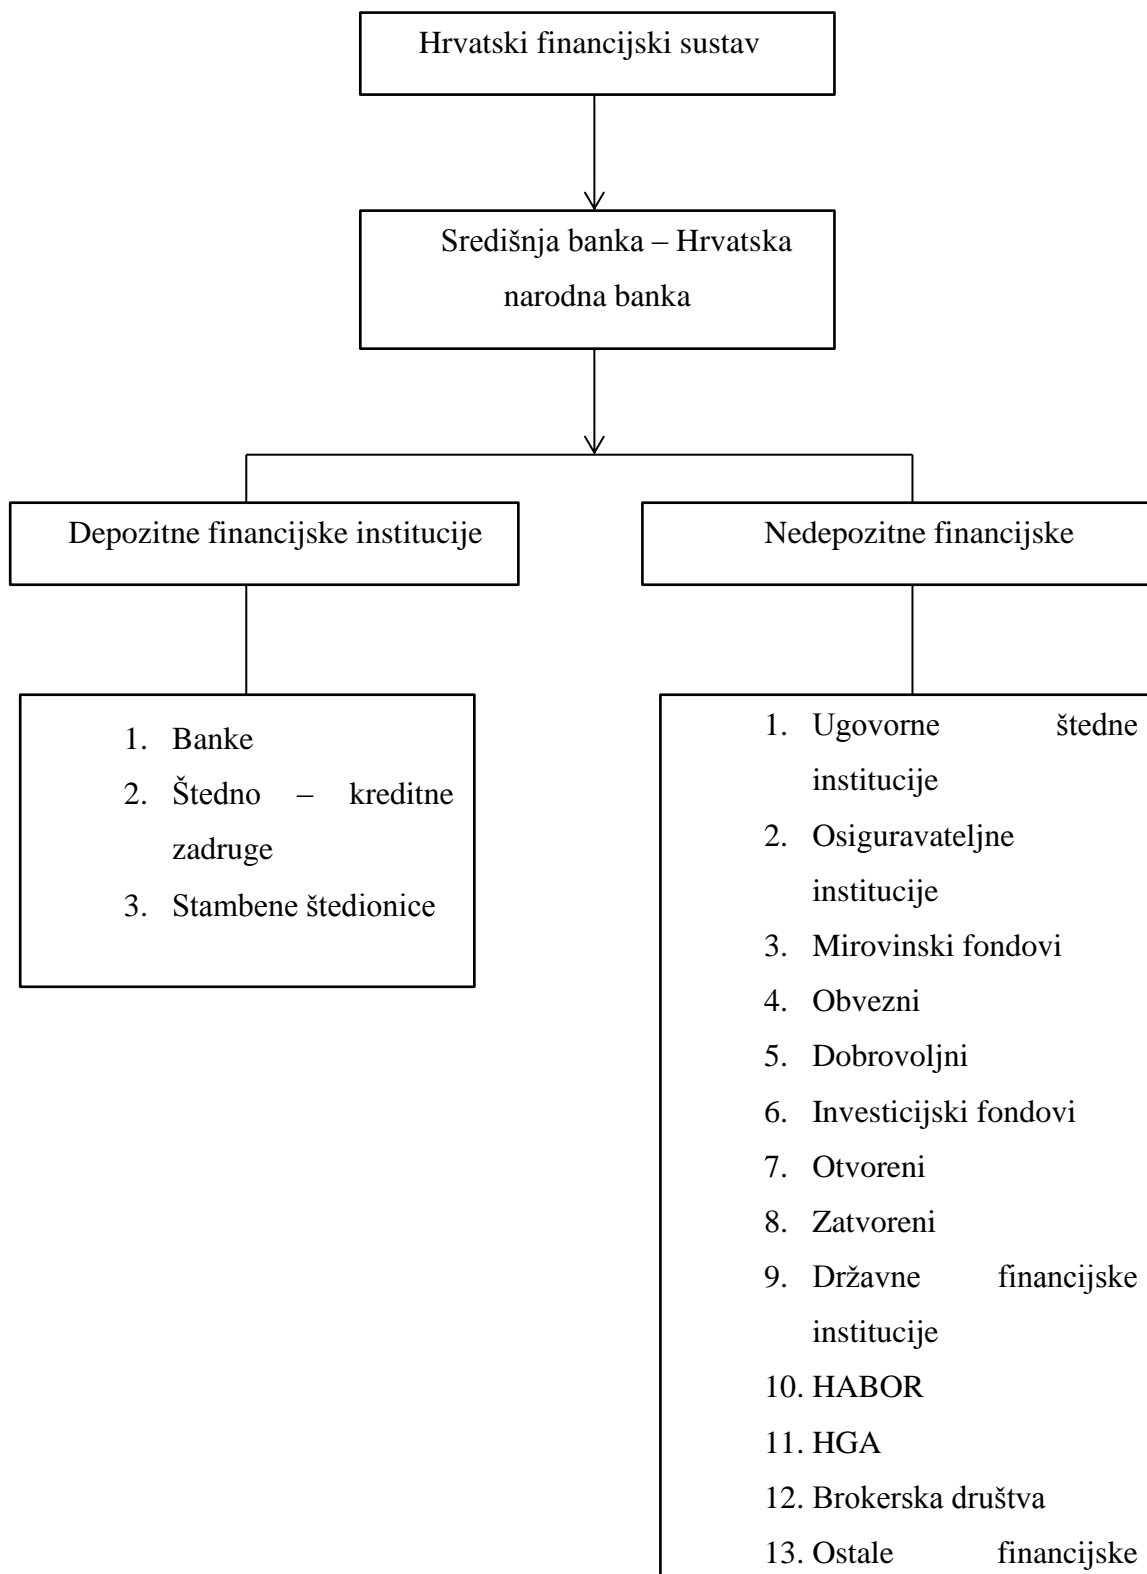 Hrvatski financijski sustav
Središnja banka – Hrvatska
narodna banka
Depozitne financijske institucije
Nedepozitne financijske
1. Banke
2. Štedno – kreditne
zadruge
3. Stambene štedionice
1. Ugovorne štedne
institucije
2. Osiguravateljne
institucije
3. Mirovinski fondovi
4. Obvezni
5. Dobrovoljni
6. Investicijski fondovi
7. Otvoreni
8. Zatvoreni
9. Državne financijske
institucije
10. HABOR
11. HGA
12. Brokerska društva
13. Ostale financijske